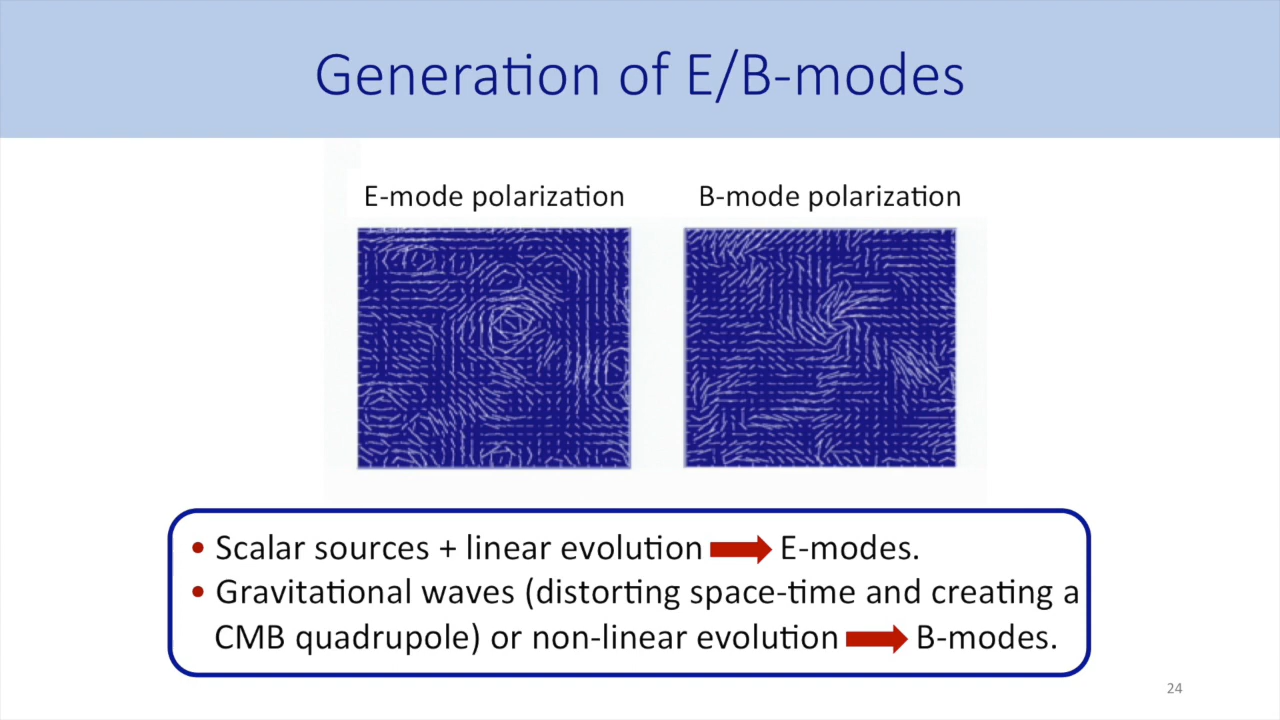 Generation of E/B-modes
E-mode polarization
B-mode polarization
• Scalar sources + linear evolution ➡ E-modes.
• Gravitational waves (distorting space-time and creating a
CMB quadrupole) or non-linear evolution ➡ B-modes.
24